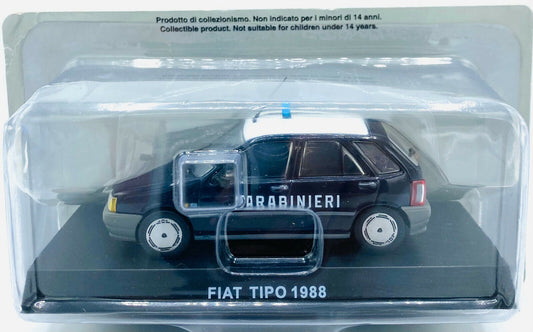 Prodotto di collezionismo. Non indicato per i minori di 14 anni.
Collectible product. Not suitable for children under 14 years.
CARABINIERI
FIAT TIPO 1988